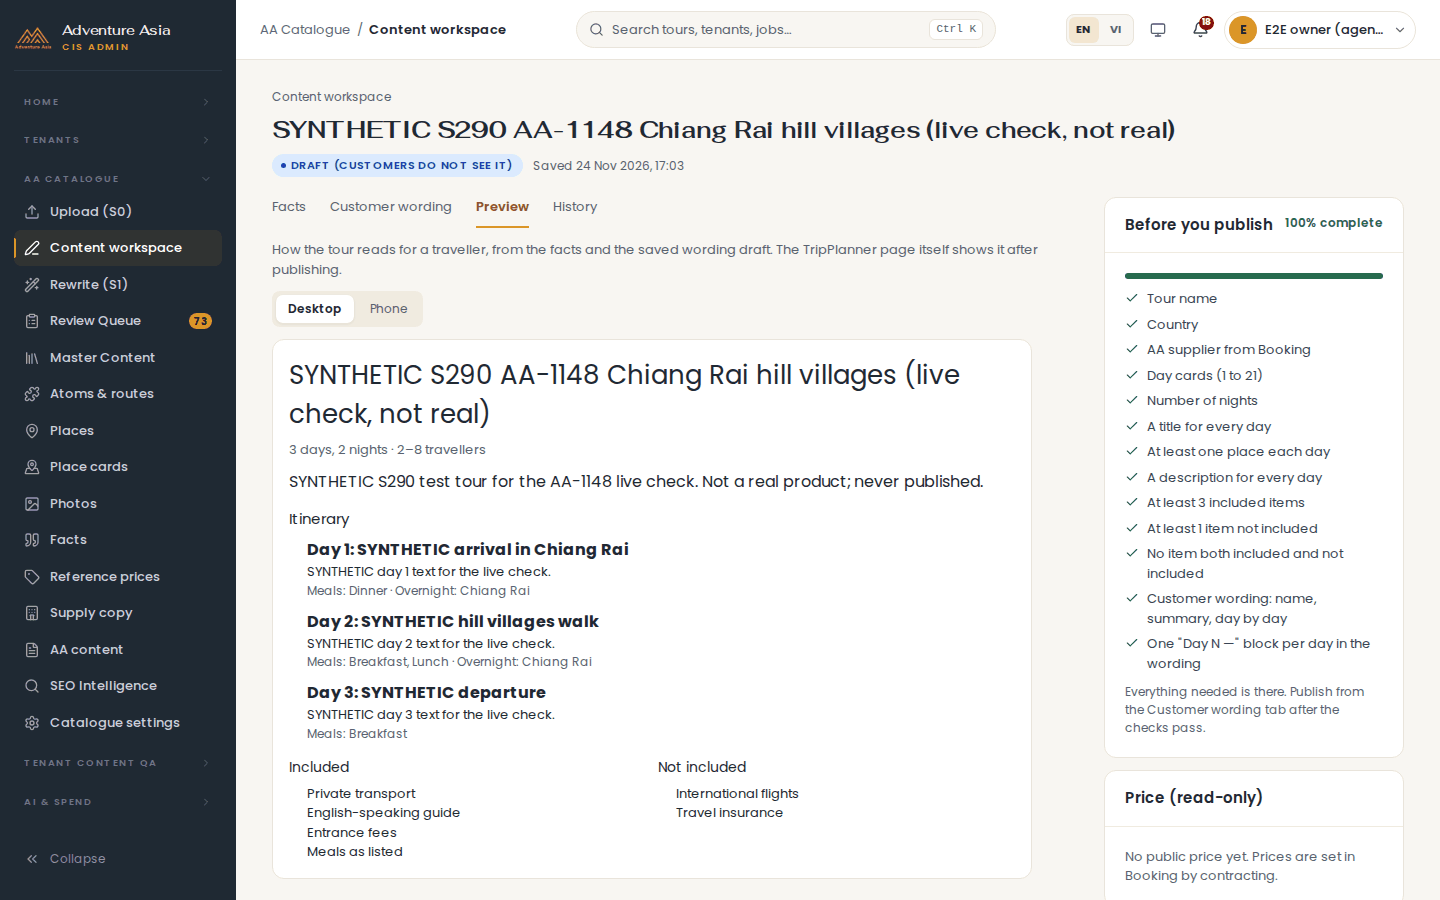 Adventure Asia
Adventure Asia
CIS ADMIN
HOME
TENANTS
AA CATALOGUE
Upload (S0)
Content workspace
Rewrite (S1)
Review Queue 73
Master Content
Atoms & routes
Places
Place cards
Photos
Facts
Reference prices
Supply copy
AA content
SEO Intelligence
Catalogue settings
TENANT CONTENT QA
AI & SPEND
Collapse
AA Catalogue / Content workspace
Search tours, tenants, jobs... Ctrl K
EN VI
18
E E2E owner (agen...
Content workspace
SYNTHETIC S290 AA-1148 Chiang Rai hill villages (live check, not real)
DRAFT (CUSTOMERS DO NOT SEE IT) Saved 24 Nov 2026, 17:03
Facts Customer wording Preview History
How the tour reads for a traveller, from the facts and the saved wording draft. The TripPlanner page itself shows it after
publishing.
Desktop Phone
SYNTHETIC S290 AA-1148 Chiang Rai hill villages (live
check, not real)
3 days, 2 nights · 2–8 travellers
SYNTHETIC S290 test tour for the AA-1148 live check. Not a real product; never published.
Itinerary
Day 1: SYNTHETIC arrival in Chiang Rai
SYNTHETIC day 1 text for the live check.
Meals: Dinner · Overnight: Chiang Rai
Day 2: SYNTHETIC hill villages walk
SYNTHETIC day 2 text for the live check.
Meals: Breakfast, Lunch · Overnight: Chiang Rai
Day 3: SYNTHETIC departure
SYNTHETIC day 3 text for the live check.
Meals: Breakfast
Included
Private transport
English-speaking guide
Entrance fees
Meals as listed
Not included
International flights
Travel insurance
Before you publish 100% complete
Tour name
Country
AA supplier from Booking
Day cards (1 to 21)
Number of nights
A title for every day
At least one place each day
A description for every day
At least 3 included items
At least 1 item not included
No item both included and not
included
Customer wording: name,
summary, day by day
One "Day N —" block per day in the
wording
Everything needed is there. Publish from
the Customer wording tab after the
checks pass.
Price (read-only)
No public price yet. Prices are set in
Booking by contracting.